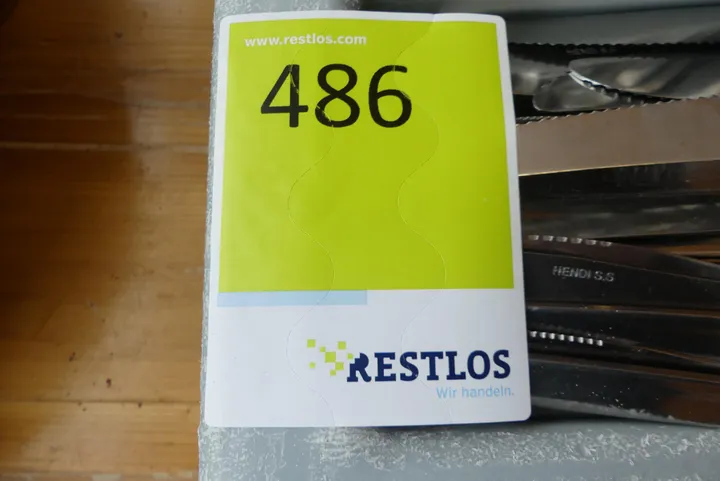 www.restlos.com
486
HENDI S.S
RESTLOS
Wir handeln.